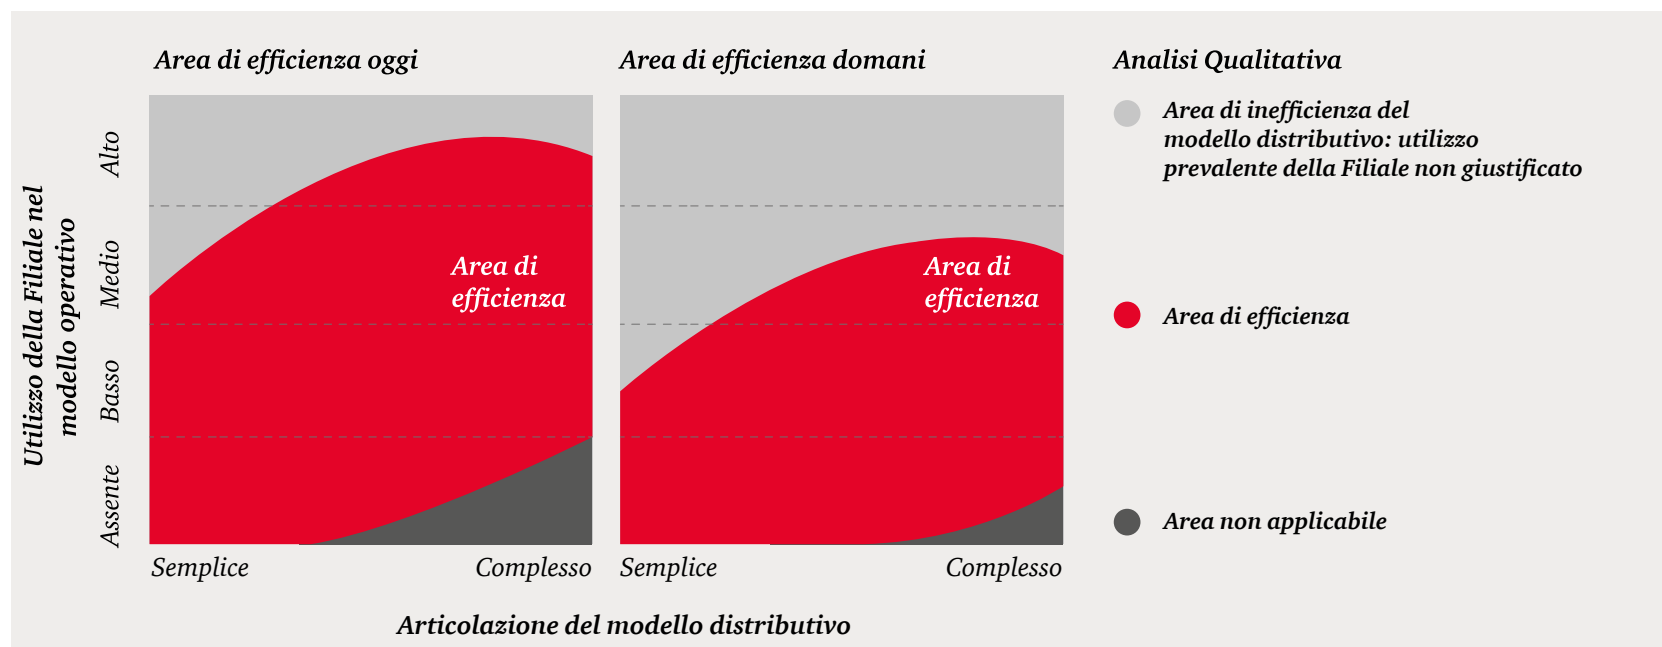 Area di efficienza oggi
Area di efficienza domani
Analisi Qualitativa
Utilizzo della Filiale nel
modello operativo
Alto
Medio
Basso
Assente
Area di
efficienza
Area di
efficienza
Area di inefficienza del
modello distributivo: utilizzo
prevalente della Filiale non giustificato
Area di efficienza
Area non applicabile
Semplice
Complesso
Semplice
Complesso
Articolazione del modello distributivo